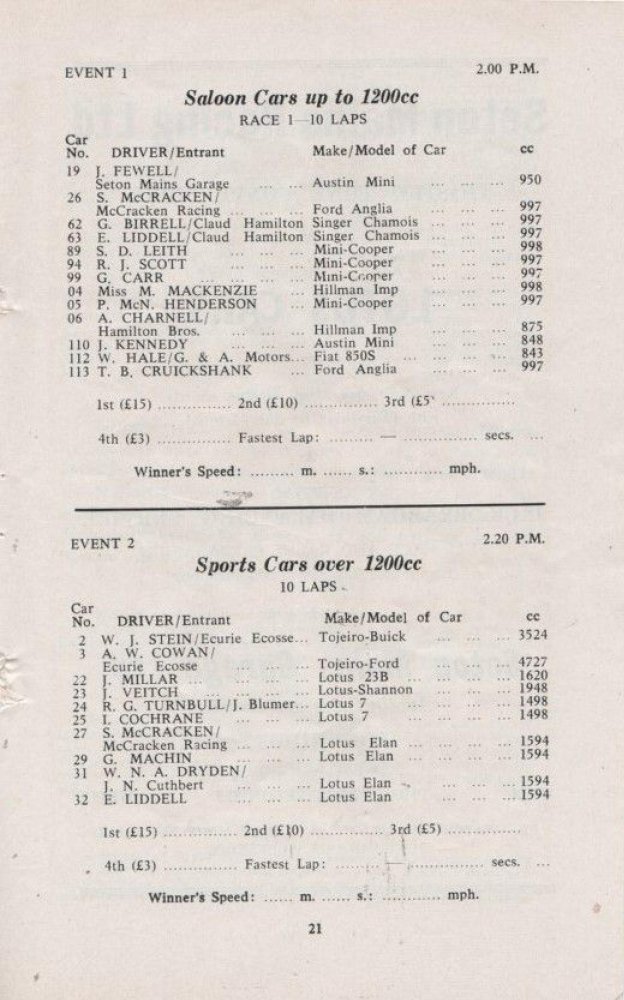 EVENT 1 2.00 P.M.
Saloon Cars up to 1200cc
RACE 1—10 LAPS
Car
No. DRIVER/Entrant Make/Model of Car cc
19 J. FEWELL/
Seton Mains Garage ... ... Austin Mini ... ... ... 950
26 S. McCRACKEN/
McCracken Racing ... ... ... Ford Anglia ... ... ... 997
62 G. BIRRELL/Claud Hamilton Singer Chamois ... ... ... 997
63 E. LIDDELL/Claud Hamilton Singer Chamois ... ... ... 997
89 S. D. LEITH ... ... ... Mini-Cooper ... ... ... 998
94 R. J. SCOTT ... ... ... Mini-Cooper ... ... ... 997
99 G. CARR ... ... ... ... Mini-Cooper ... ... ... 997
04 Miss M. MACKENZIE ... ... Hillman Imp ... ... ... 998
05 P. McN. HENDERSON ... ... Mini-Cooper ... ... ... 997
06 A. CHARNELL/
Hamilton Bros. ... ... ... Hillman Imp ... ... ... 875
110 J. KENNEDY ... ... ... Austin Mini ... ... ... 848
112 W. HALE/G. & A. Motors... Fiat 850S ... ... ... ... 843
113 T. B. CRUICKSHANK ... Ford Anglia ... ... ... 997
1st (£15) ............... 2nd (£10) ............... 3rd (£5) ...............
4th (£3) ............... Fastest Lap: ......... — ............... secs. ...
Winner's Speed: ......... m. ...... s.: ............ mph.
EVENT 2 2.20 P.M.
Sports Cars over 1200cc
10 LAPS
Car
No. DRIVER/Entrant Make/Model of Car cc
2 W. J. STEIN/Ecurie Ecosse... Tojeiro-Buick ... ... ... 3524
3 A. W. COWAN/
Ecurie Ecosse ... ... ... Tojeiro-Ford ... ... ... 4727
22 J. MILLAR ... ... ... ... Lotus 23B ... ... ... ... 1620
23 J. VEITCH ... ... ... Lotus-Shannon ... ... ... 1948
24 R. G. TURNBULL/J. Blumer... Lotus 7 ... ... ... ... 1498
25 I. COCHRANE ... ... ... Lotus 7 ... ... ... ... 1498
27 S. McCRACKEN/
McCracken Racing ... ... ... Lotus Elan ... ... ... ... 1594
29 G. MACHIN ... ... ... Lotus Elan ... ... ... ... 1594
31 W. N. A. DRYDEN/
J. N. Cuthbert ... ... ... Lotus Elan ... ... ... 1594
32 E. LIDDELL ... ... ... Lotus Elan ... ... ... 1594
1st (£15) ............... 2nd (£10) ............... 3rd (£5) ...............
4th (£3) ............... Fastest Lap: ......... — ............... secs. ...
Winner's Speed: ...... m. ...... s.: ............ mph.
21